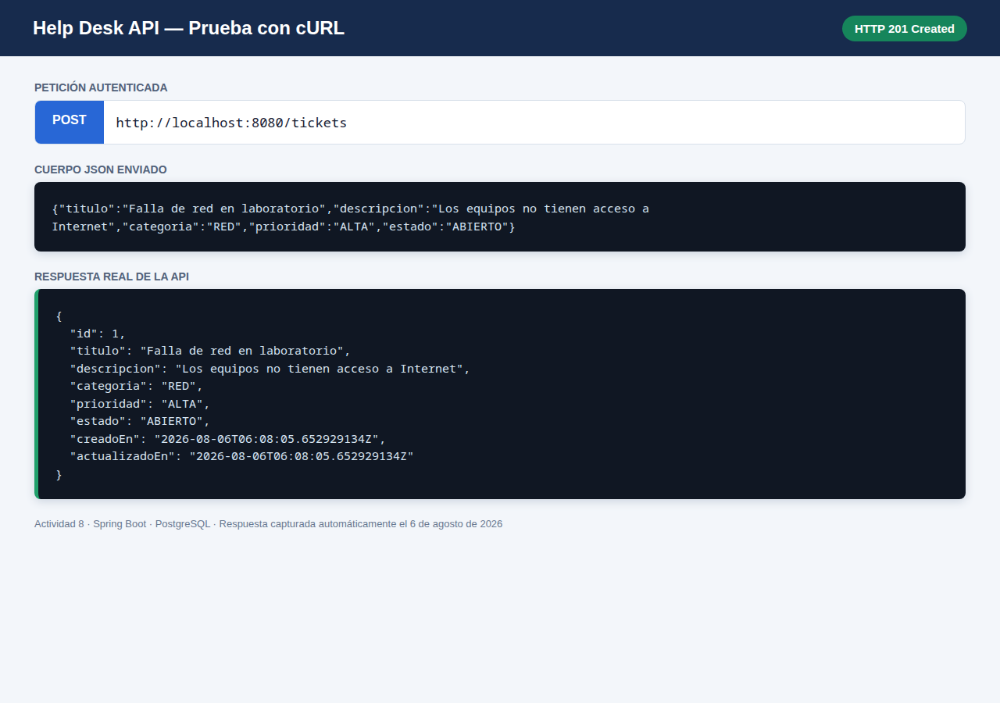 Help Desk API — Prueba con cURL
HTTP 201 Created
PETICIÓN AUTENTICADA
POST http://localhost:8080/tickets
CUERPO JSON ENVIADO
{"titulo":"Falla de red en laboratorio","descripcion":"Los equipos no tienen acceso a
Internet","categoria":"RED","prioridad":"ALTA","estado":"ABIERTO"}
RESPUESTA REAL DE LA API
{
  "id": 1,
  "titulo": "Falla de red en laboratorio",
  "descripcion": "Los equipos no tienen acceso a Internet",
  "categoria": "RED",
  "prioridad": "ALTA",
  "estado": "ABIERTO",
  "creadoEn": "2026-08-06T06:08:05.652929134Z",
  "actualizadoEn": "2026-08-06T06:08:05.652929134Z"
}
Actividad 8 · Spring Boot · PostgreSQL · Respuesta capturada automáticamente el 6 de agosto de 2026